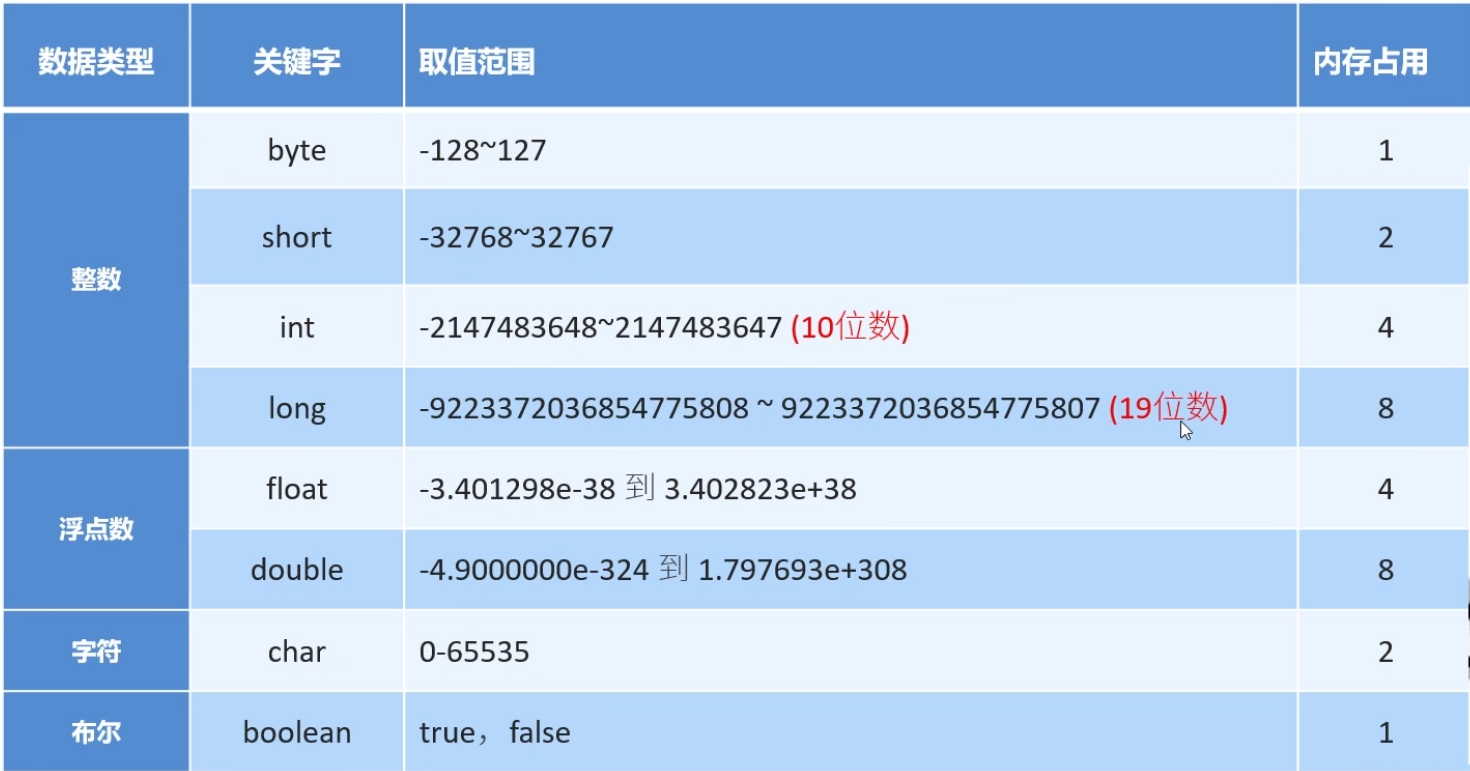 数据类型 关键字 取值范围 内存占用
整数
byte -128~127 1
short -32768~32767 2
int -2147483648~2147483647 (10位数) 4
long -9223372036854775808 ~ 9223372036854775807 (19位数) 8
浮点数
float -3.401298e-38 到 3.402823e+38 4
double -4.9000000e-324 到 1.797693e+308 8
字符 char 0-65535 2
布尔 boolean true，false 1